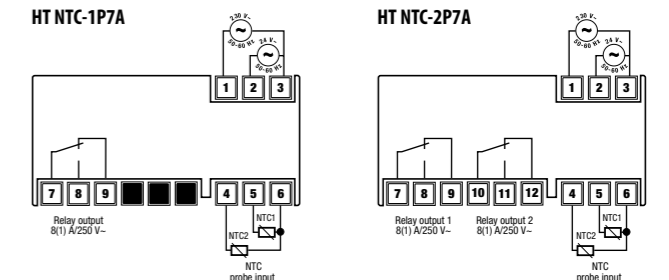 HT NTC-1P7A
230 V~
50-60 Hz
24 V~
50-60 Hz
1 2 3
7 8 9
4 5 6
Relay output
8(1) A/250 V~
NTC1
NTC2
NTC
probe input
HT NTC-2P7A
230 V~
50-60 Hz
24 V~
50-60 Hz
1 2 3
7 8 9 10 11 12
4 5 6
Relay output 1
8(1) A/250 V~
Relay output 2
8(1) A/250 V~
NTC1
NTC2
NTC
probe input